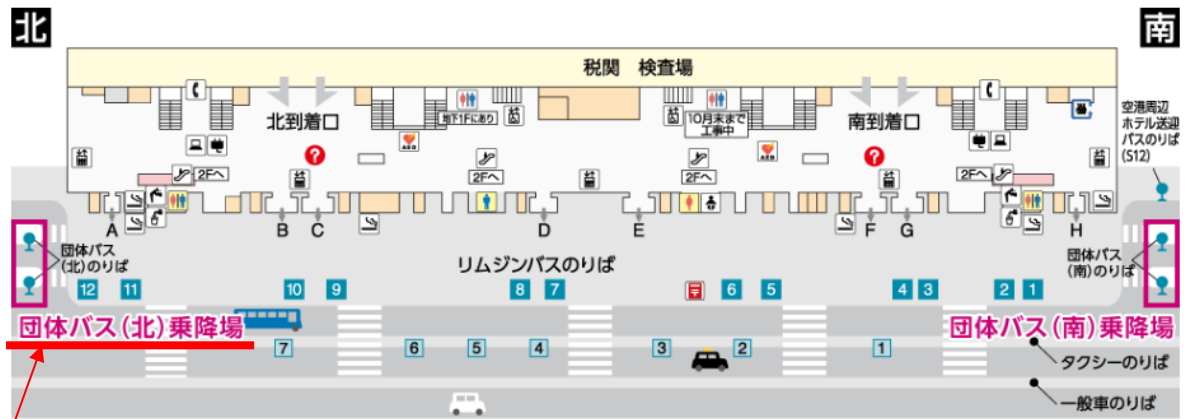 北
南
税関 検査場
北到着口
地下1Fにあり
10月末まで
工事中
南到着口
空港周辺
ホテル送迎
バスのりば
(S12)
AED
AED
?
?
2Fへ
2Fへ
2Fへ
2Fへ
A
B
C
D
E
F
G
H
団体バス
(北)のりば
リムジンバスのりば
団体バス
(南)のりば
12
11
10
9
8
7
〒
6
5
4
3
2
1
団体バス(北)乗降場
団体バス(南)乗降場
7
6
5
4
3
2
1
タクシーのりば
一般車のりば